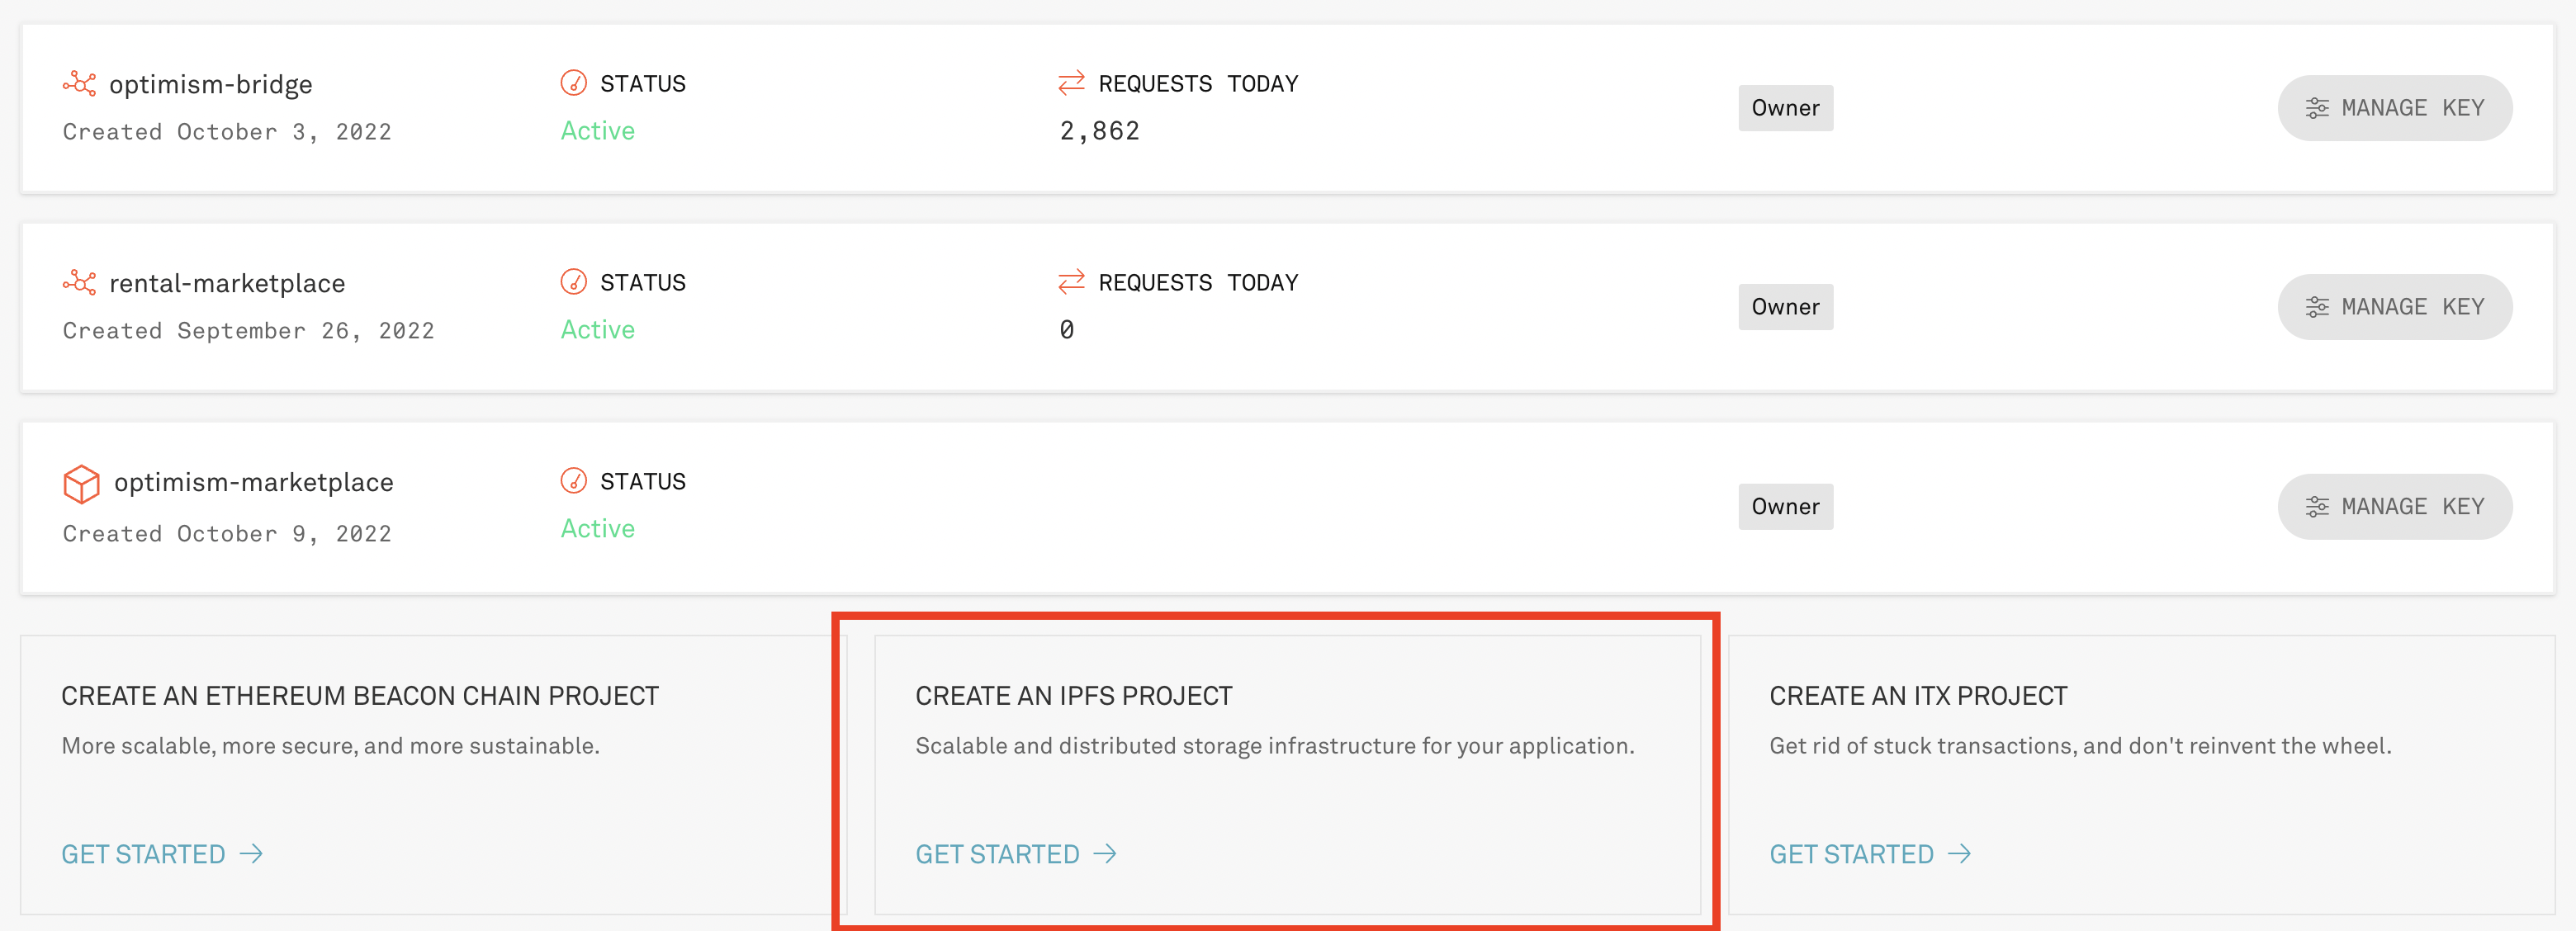 optimism-bridge
Created October 3, 2022
STATUS
Active
REQUESTS TODAY
2,862
Owner
MANAGE KEY
rental-marketplace
Created September 26, 2022
STATUS
Active
REQUESTS TODAY
0
Owner
MANAGE KEY
optimism-marketplace
Created October 9, 2022
STATUS
Active
Owner
MANAGE KEY
CREATE AN ETHEREUM BEACON CHAIN PROJECT
More scalable, more secure, and more sustainable.
GET STARTED →
CREATE AN IPFS PROJECT
Scalable and distributed storage infrastructure for your application.
GET STARTED →
CREATE AN ITX PROJECT
Get rid of stuck transactions, and don't reinvent the wheel.
GET STARTED →